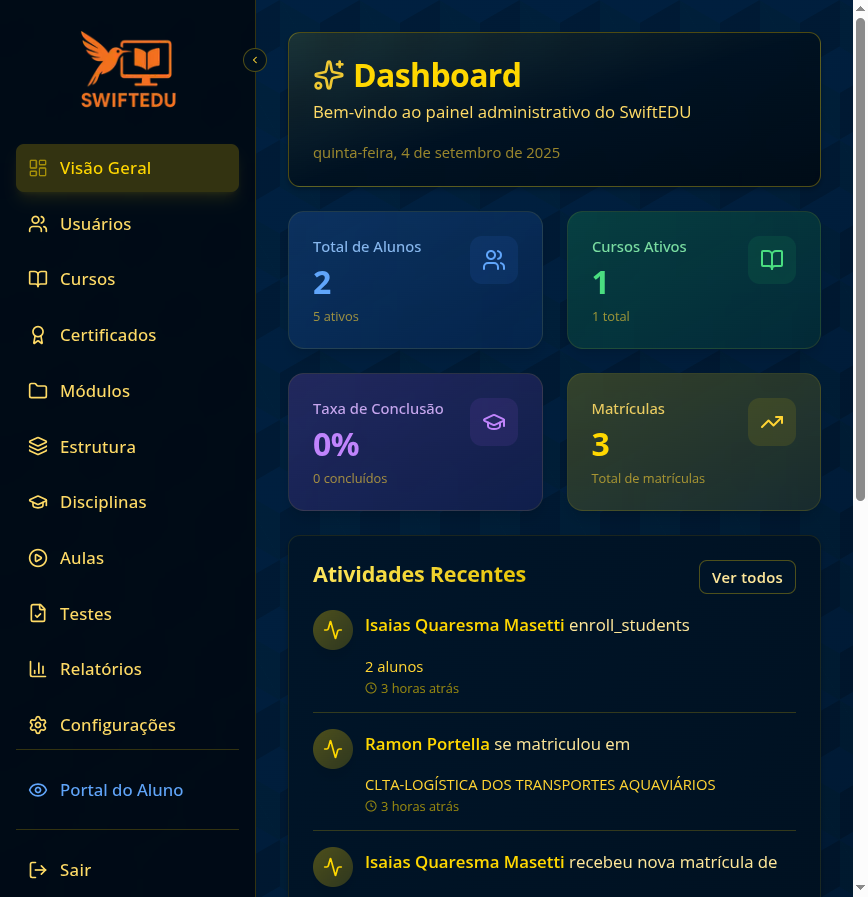 SWIFTEDU
Visão Geral
Usuários
Cursos
Certificados
Módulos
Estrutura
Disciplinas
Aulas
Testes
Relatórios
Configurações
Portal do Aluno
Sair
Dashboard
Bem-vindo ao painel administrativo do SwiftEDU
quinta-feira, 4 de setembro de 2025
Total de Alunos
2
5 ativos
Cursos Ativos
1
1 total
Taxa de Conclusão
0%
0 concluídos
Matrículas
3
Total de matrículas
Atividades Recentes
Ver todos
Isaias Quaresma Masetti enroll_students
2 alunos
3 horas atrás
Ramon Portella se matriculou em
CLTA-LOGÍSTICA DOS TRANSPORTES AQUAVIÁRIOS
3 horas atrás
Isaias Quaresma Masetti recebeu nova matrícula de